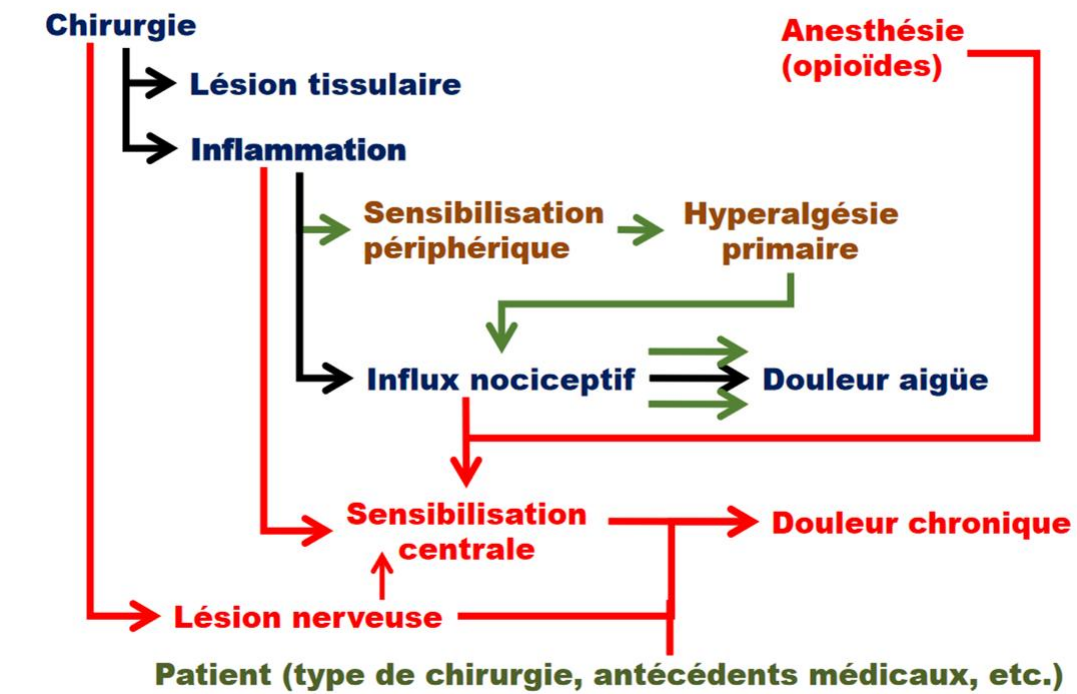 Chirurgie
Anesthésie
(opioïdes)
Lésion tissulaire
Inflammation
Sensibilisation
périphérique
Hyperalgésie
primaire
Influx nociceptif
Douleur aigüe
Sensibilisation
centrale
Douleur chronique
Lésion nerveuse
Patient (type de chirurgie, antécédents médicaux, etc.)